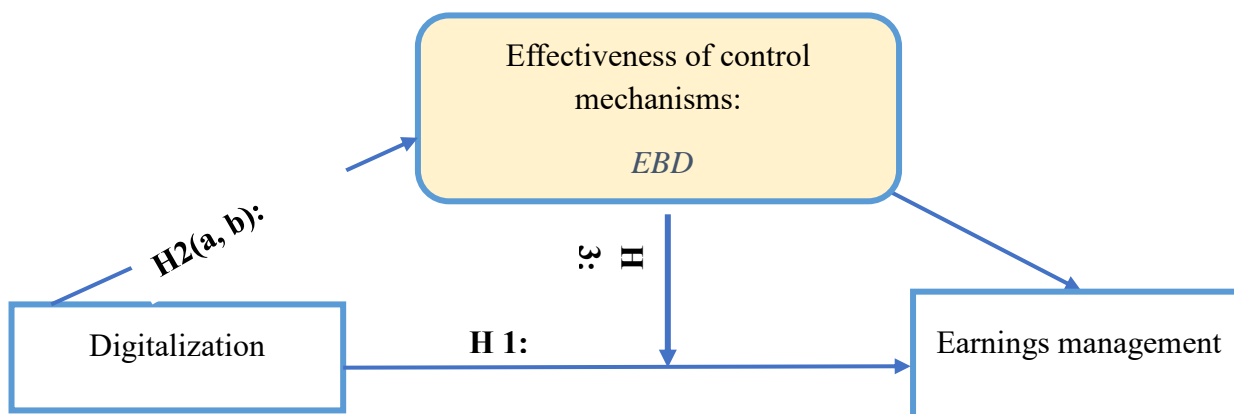 Effectiveness of control
mechanisms:
EBD
H2(a, b):
H
3:
Digitalization
H 1:
Earnings management